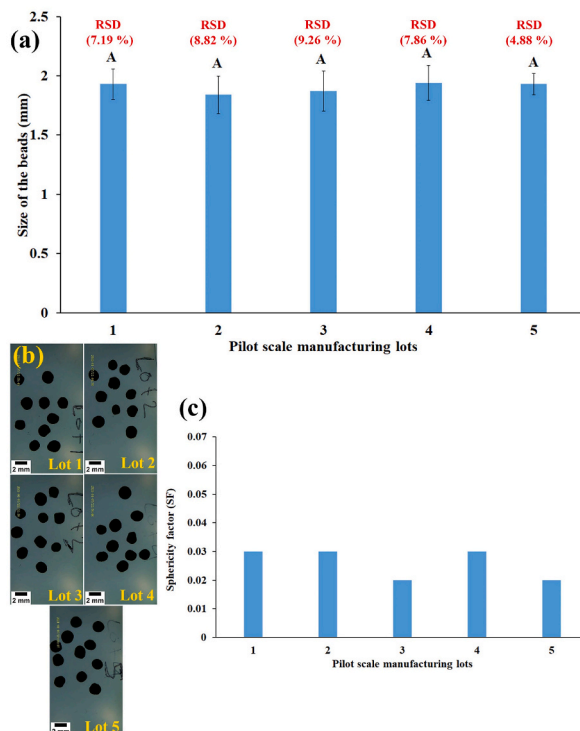 (a)
RSD RSD RSD RSD RSD
(7.19 %) (8.82 %) (9.26 %) (7.86 %) (4.88 %)
A A A A A
Size of the beads (mm)
2.5
2
1.5
1
0.5
0
1 2 3 4 5
Pilot scale manufacturing lots
(b)
Lot 1
2 mm
Lot 2
2 mm
Lot 3
2 mm
Lot 4
2 mm
Lot 5
2 mm
(c)
Sphericity factor (SF)
0.07
0.06
0.05
0.04
0.03
0.02
0.01
0
1 2 3 4 5
Pilot scale manufacturing lots